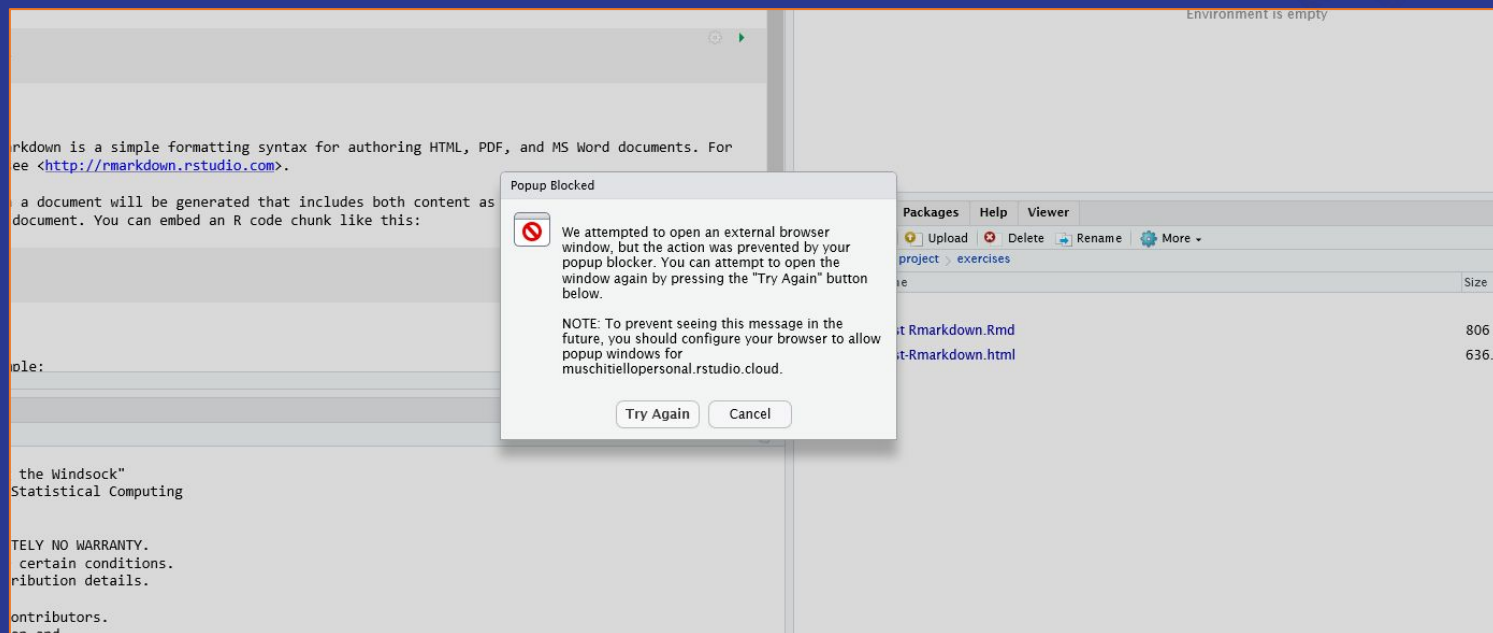 Environment is empty
rkdown is a simple formatting syntax for authoring HTML, PDF, and MS Word documents. For
ee <http://rmarkdown.rstudio.com>.
a document will be generated that includes both content as
document. You can embed an R code chunk like this:
Popup Blocked
We attempted to open an external browser
window, but the action was prevented by your
popup blocker. You can attempt to open the
window again by pressing the "Try Again" button
below.
NOTE: To prevent seeing this message in the
future, you should configure your browser to allow
popup windows for
muschitiellopersonal.rstudio.cloud.
Try Again Cancel
Packages Help Viewer
Upload Delete Rename More
project > exercises
e Size
st Rmarkdown.Rmd 806
st-Rmarkdown.html 636.
ple:
the Windsock"
Statistical Computing
TELY NO WARRANTY.
certain conditions.
ribution details.
ontributors.